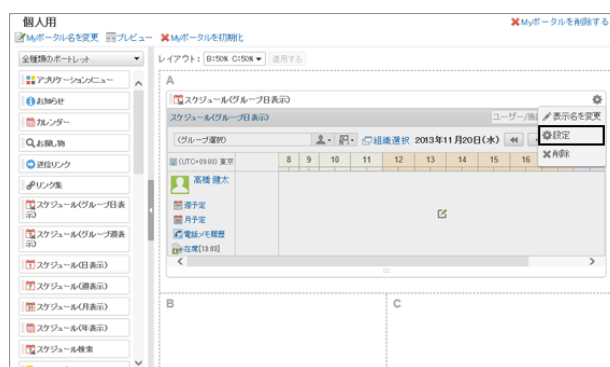 個人用
Myポータルを削除する
Myポータル名を変更 プレビュー Myポータルを初期化
全種類のポートレット
レイアウト: B:50% C:50% 適用する
アプリケーションメニュー
お知らせ
カレンダー
お願し物
送信リンク
リンク集
スケジュール(グループ日表示)
スケジュール(グループ週表示)
スケジュール(日表示)
スケジュール(週表示)
スケジュール(月表示)
スケジュール(年表示)
スケジュール検索
A
スケジュール(グループ日表示)
スケジュール(グループ日表示)
ユーザー/施
表示名を変更
設定
削除
(グループ選択)
組織選択 2013年11月20日(水)
(UTC+09:00) 東京
8 9 10 11 12 13 14 15 16
高橋 健太
週予定
月予定
電話メモ履歴
在席[13:03]
B
C